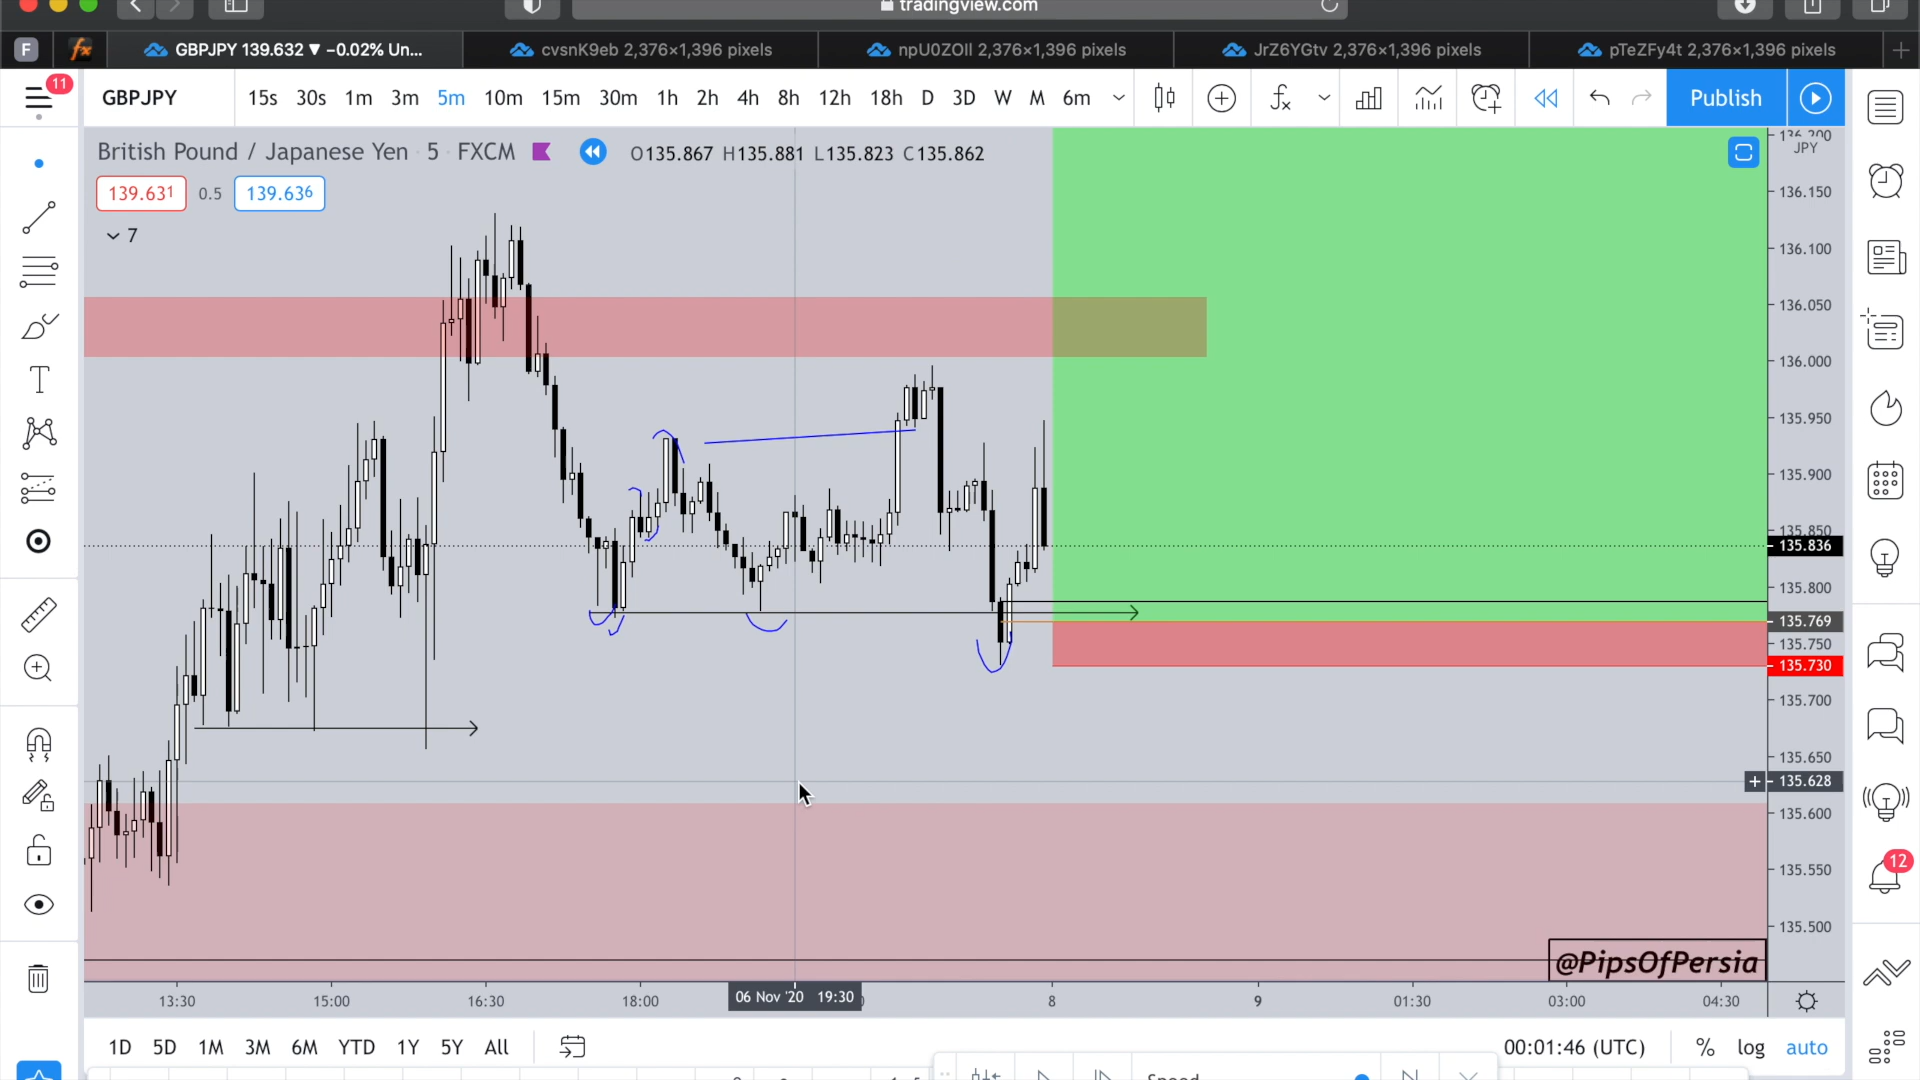 tradingview.com
F
fx
GBPJPY 139.632 ▼ −0.02% Un...
cvsnK9eb 2,376×1,396 pixels
npU0ZOIl 2,376×1,396 pixels
JrZ6YGtv 2,376×1,396 pixels
pTeZFy4t 2,376×1,396 pixels
11
GBPJPY
15s 30s 1m 3m 5m 10m 15m 30m 1h 2h 4h 8h 12h 18h D 3D W M 6m
Publish
British Pound / Japanese Yen 5 FXCM
O135.867 H135.881 L135.823 C135.862
139.631 0.5 139.636
7
136.200
JPY
136.150
136.100
136.050
136.000
135.950
135.900
135.850
135.836
135.800
135.769
135.750
135.730
135.700
135.650
135.628
135.600
135.550
135.500
12
@PipsOfPersia
13:30 15:00 16:30 18:00 06 Nov '20 19:30 8 9 01:30 03:00 04:30
1D 5D 1M 3M 6M YTD 1Y 5Y All
00:01:46 (UTC) % log auto
Speed